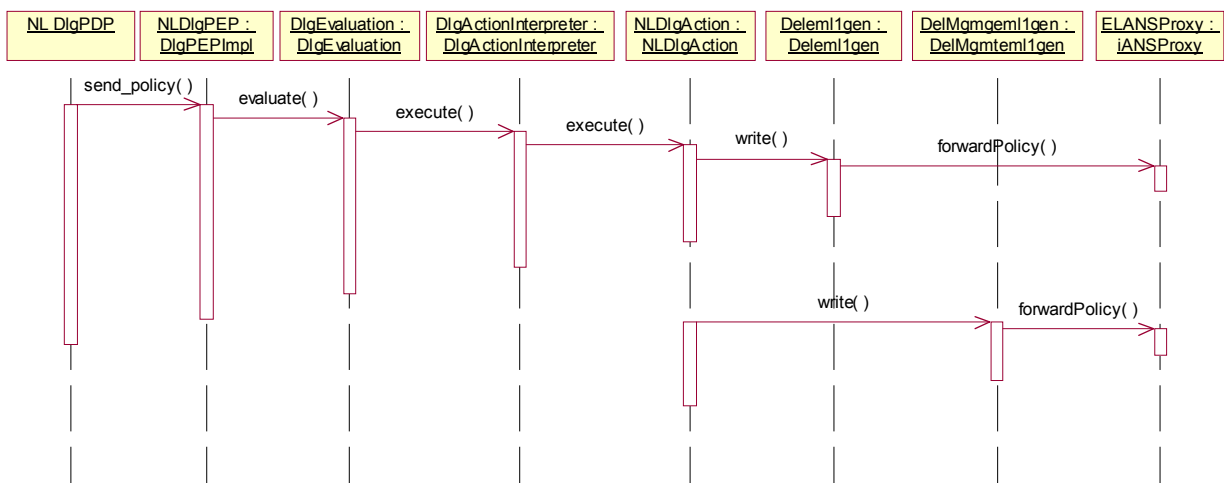 NL DlgPDP
NLDlgPEP :
DlgPEPImpl
DlgEvaluation :
DlgEvaluation
DlgActionInterpreter :
DlgActionInterpreter
NLDlgAction :
NLDlgAction
Deleml1gen :
Deleml1gen
DelMgmgeml1gen :
DelMgmteml1gen
ELANSProxy :
iANSProxy
send_policy( )
evaluate( )
execute( )
execute( )
write( )
forwardPolicy( )
write( )
forwardPolicy( )